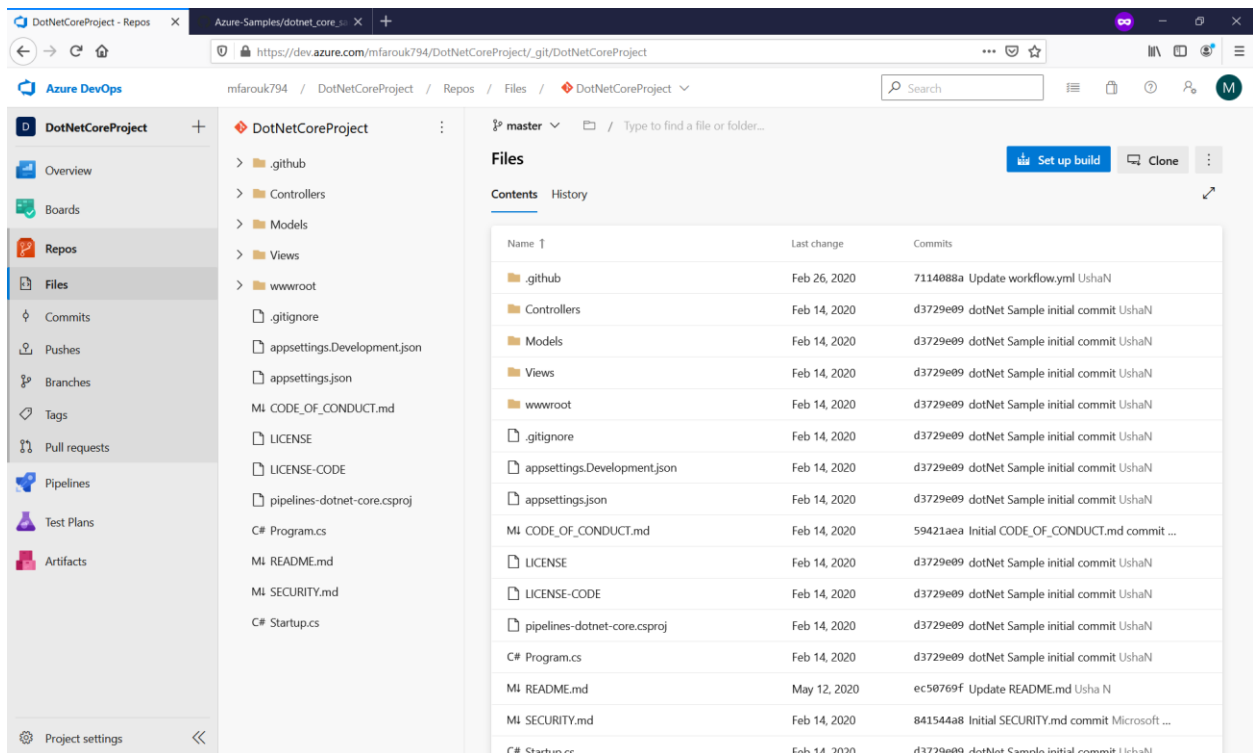 DotNetCoreProject - Repos
Azure-Samples/dotnet_core_sa
https://dev.azure.com/mfarouk794/DotNetCoreProject/_git/DotNetCoreProject
Azure DevOps
mfarouk794 / DotNetCoreProject / Repos / Files / DotNetCoreProject
Search
M
D DotNetCoreProject
Overview
Boards
Repos
Files
Commits
Pushes
Branches
Tags
Pull requests
Pipelines
Test Plans
Artifacts
Project settings
DotNetCoreProject
.github
Controllers
Models
Views
wwwroot
.gitignore
appsettings.Development.json
appsettings.json
M↓ CODE_OF_CONDUCT.md
LICENSE
LICENSE-CODE
pipelines-dotnet-core.csproj
C# Program.cs
M↓ README.md
M↓ SECURITY.md
C# Startup.cs
master / Type to find a file or folder...
Files
Set up build
Clone
Contents History
Name ↑ Last change Commits
.github Feb 26, 2020 7114088a Update workflow.yml UshaN
Controllers Feb 14, 2020 d3729e09 dotNet Sample initial commit UshaN
Models Feb 14, 2020 d3729e09 dotNet Sample initial commit UshaN
Views Feb 14, 2020 d3729e09 dotNet Sample initial commit UshaN
wwwroot Feb 14, 2020 d3729e09 dotNet Sample initial commit UshaN
.gitignore Feb 14, 2020 d3729e09 dotNet Sample initial commit UshaN
appsettings.Development.json Feb 14, 2020 d3729e09 dotNet Sample initial commit UshaN
appsettings.json Feb 14, 2020 d3729e09 dotNet Sample initial commit UshaN
M↓ CODE_OF_CONDUCT.md Feb 14, 2020 59421aea Initial CODE_OF_CONDUCT.md commit ...
LICENSE Feb 14, 2020 d3729e09 dotNet Sample initial commit UshaN
LICENSE-CODE Feb 14, 2020 d3729e09 dotNet Sample initial commit UshaN
pipelines-dotnet-core.csproj Feb 14, 2020 d3729e09 dotNet Sample initial commit UshaN
C# Program.cs Feb 14, 2020 d3729e09 dotNet Sample initial commit UshaN
M↓ README.md May 12, 2020 ec50769f Update README.md Usha N
M↓ SECURITY.md Feb 14, 2020 841544a8 Initial SECURITY.md commit Microsoft ...
C# Startup.cs Feb 14, 2020 d3729e09 dotNet Sample initial commit UshaN